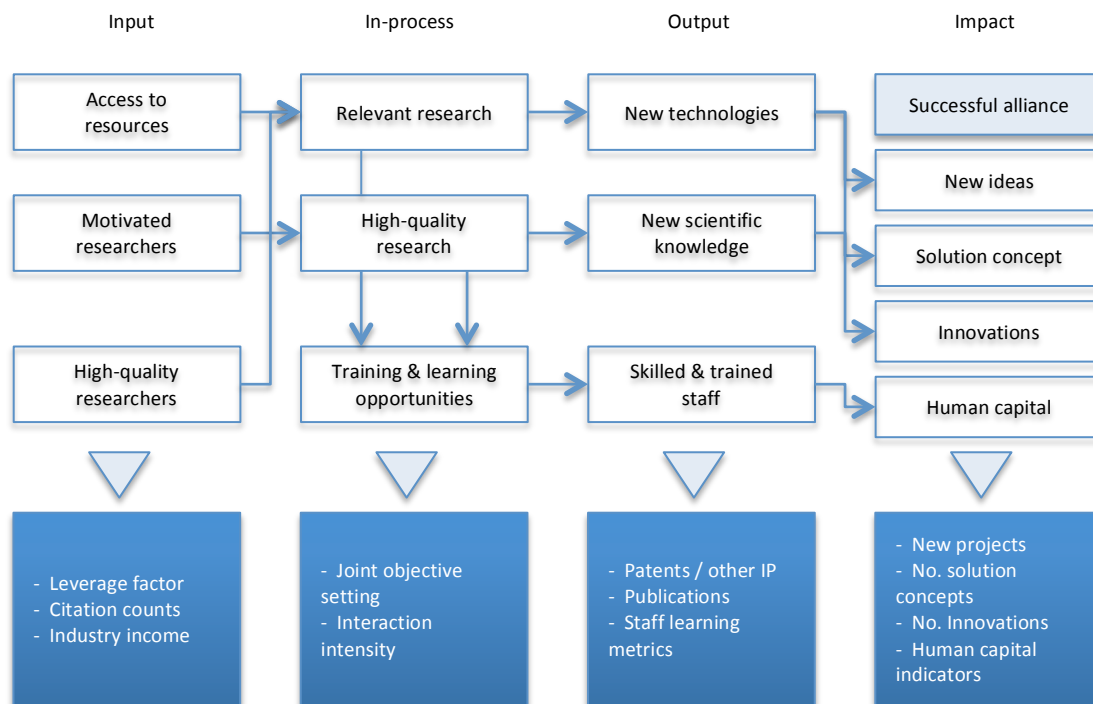 Input
In-process
Output
Impact
Access to
resources
Relevant research
New technologies
Successful alliance
New ideas
Motivated
researchers
High-quality
research
New scientific
knowledge
Solution concept
Innovations
High-quality
researchers
Training & learning
opportunities
Skilled & trained
staff
Human capital
- Leverage factor
- Citation counts
- Industry income
- Joint objective
setting
- Interaction
intensity
- Patents / other IP
- Publications
- Staff learning
metrics
- New projects
- No. solution
concepts
- No. Innovations
- Human capital
indicators